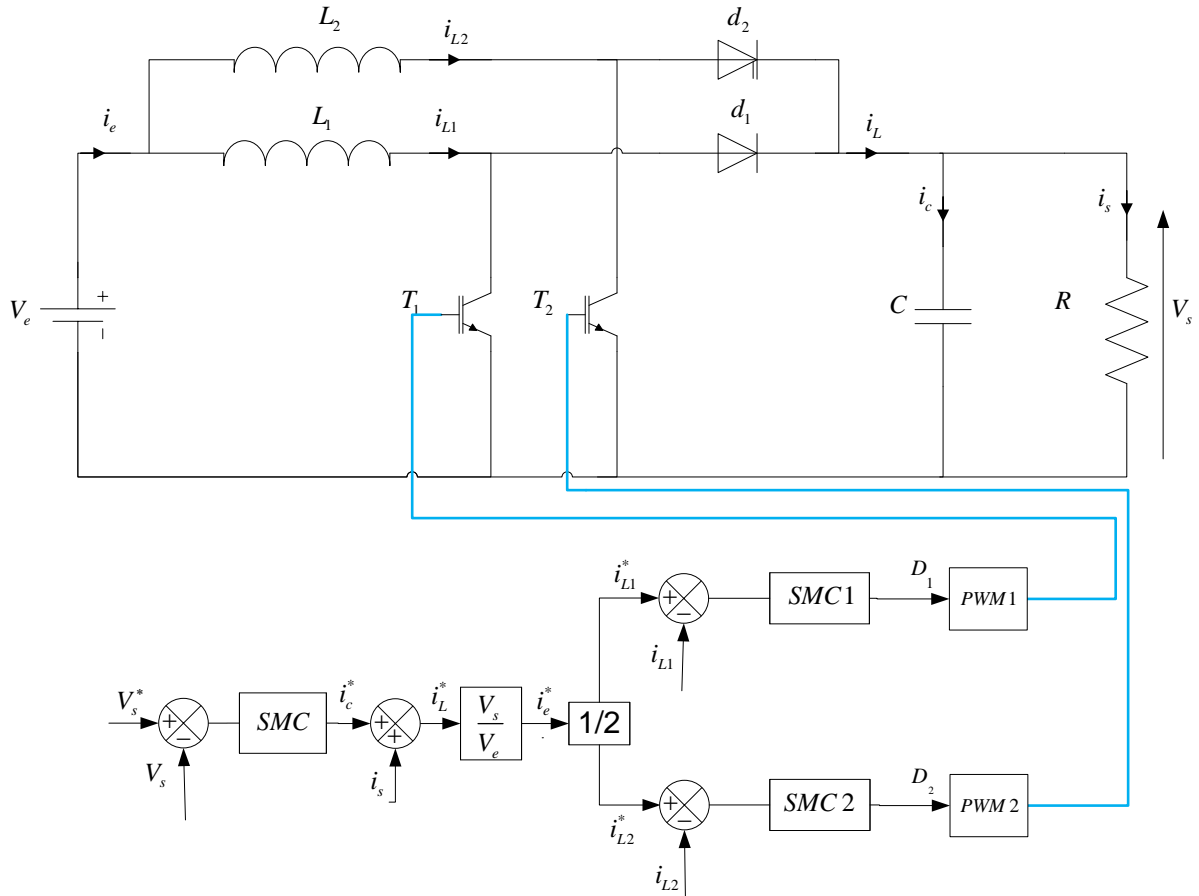 L2
iL2
d2
ie
L1
iL1
d1
iL
ic
is
Ve
+
−
T1
T2
C
R
Vs
i*L1
+
−
SMC1
D1
PWM1
iL1
V*s
+
−
SMC
i*c
+
+
i*L
Vs
Ve
i*e
1/2
Vs
is
i*L2
+
−
SMC2
D2
PWM2
iL2